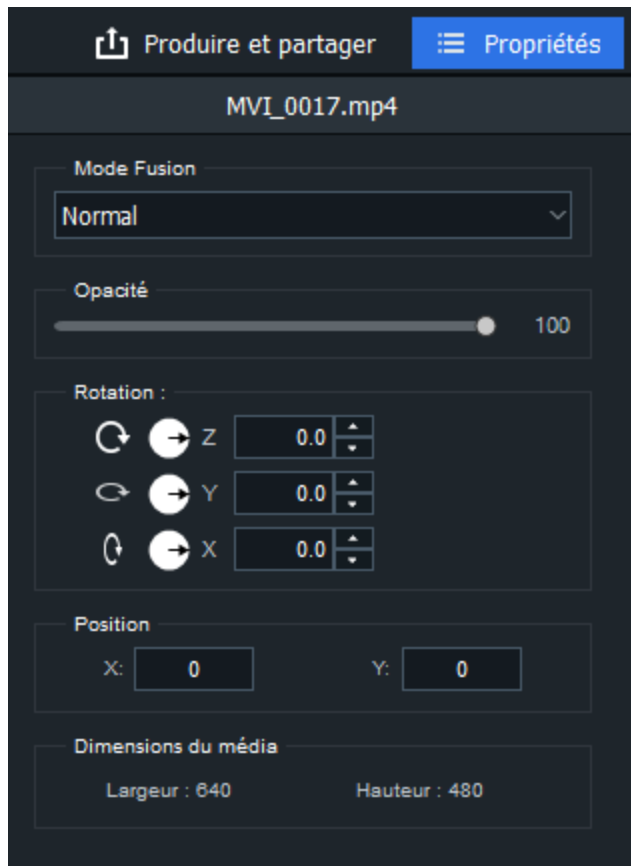 Produire et partager Propriétés
MVI_0017.mp4
Mode Fusion
Normal
Opacité
100
Rotation :
Z 0.0
Y 0.0
X 0.0
Position
X: 0 Y: 0
Dimensions du média
Largeur : 640 Hauteur : 480